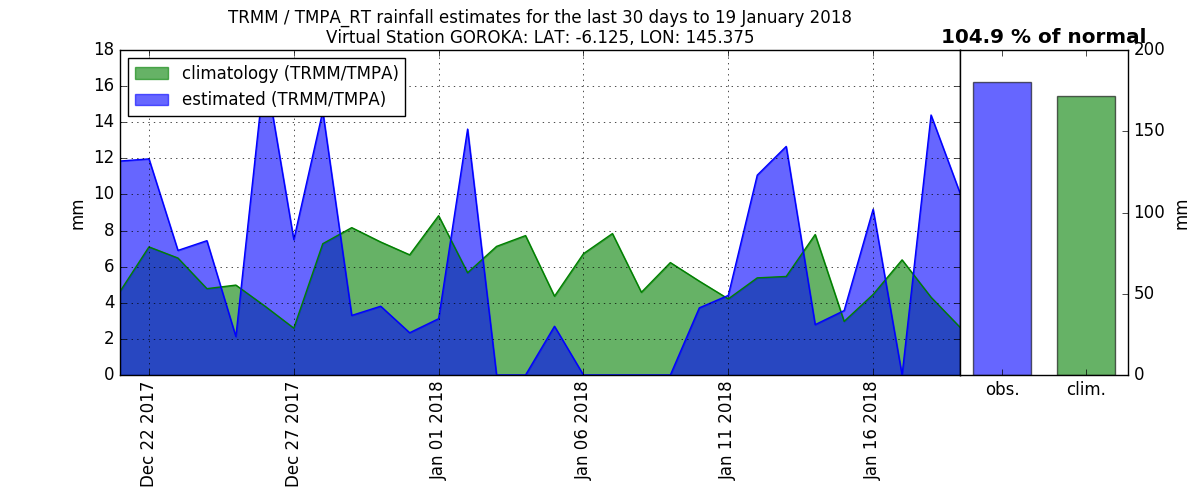 TRMM / TMPA_RT rainfall estimates for the last 30 days to 19 January 2018
Virtual Station GOROKA: LAT: -6.125, LON: 145.375
104.9 % of normal
climatology (TRMM/TMPA)
estimated (TRMM/TMPA)
18
16
14
12
10
8
6
4
2
0
mm
Dec 22 2017
Dec 27 2017
Jan 01 2018
Jan 06 2018
Jan 11 2018
Jan 16 2018
200
150
100
50
0
mm
obs.
clim.